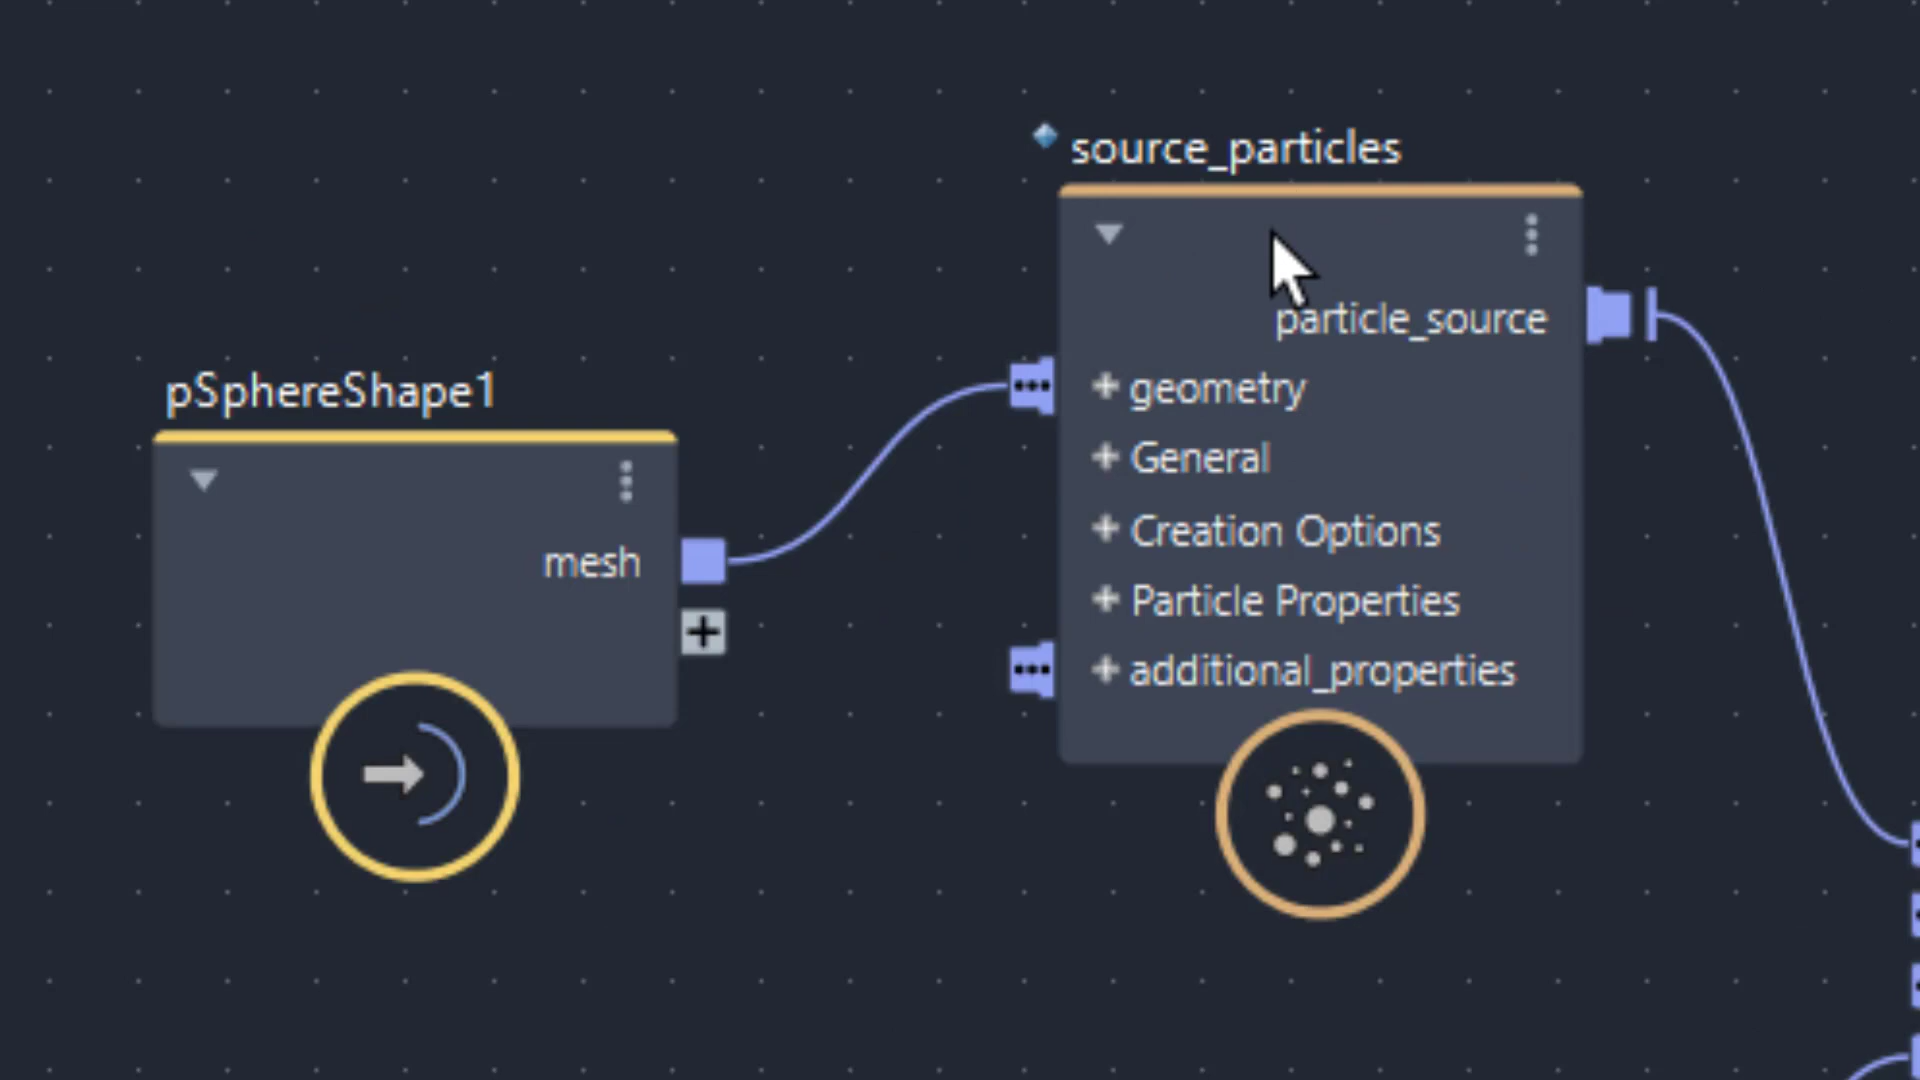 source_particles
particle_source
pSphereShape1
mesh
geometry
General
Creation Options
Particle Properties
additional_properties